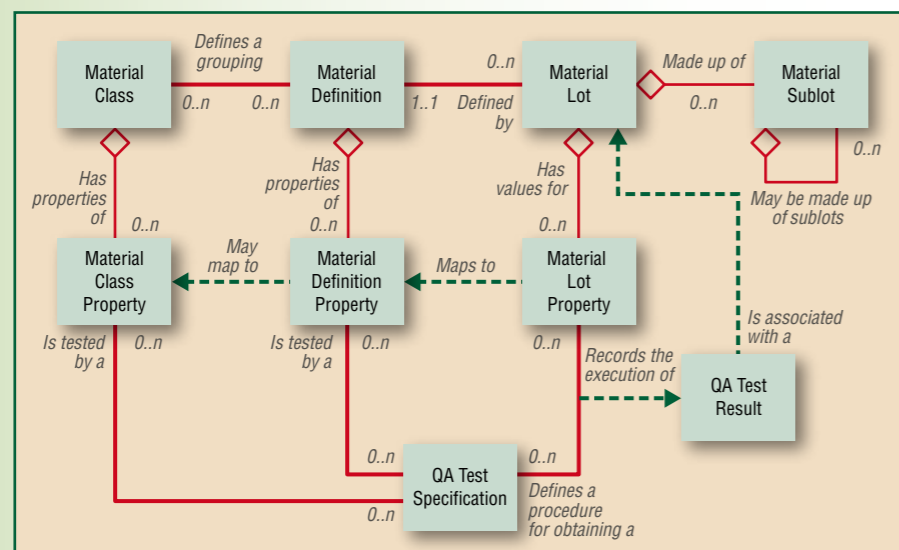 Defines a
grouping
Material
Class
0..n
0..n
Material
Definition
1..1
0..n
Defined
by
Material
Lot
Made up of
0..n
Material
Sublot
0..n
May be made up
of sublots
Has
properties
of
0..n
Has
properties
of
0..n
Has
values for
0..n
Material
Class
Property
May
map to
Material
Definition
Property
Maps to
Material
Lot
Property
Is tested
by a
0..n
Is tested
by a
0..n
0..n
Records the
execution of
Is associated
with a
QA Test
Result
0..n
0..n
QA Test
Specification
0..n
Defines a
procedure
for obtaining a